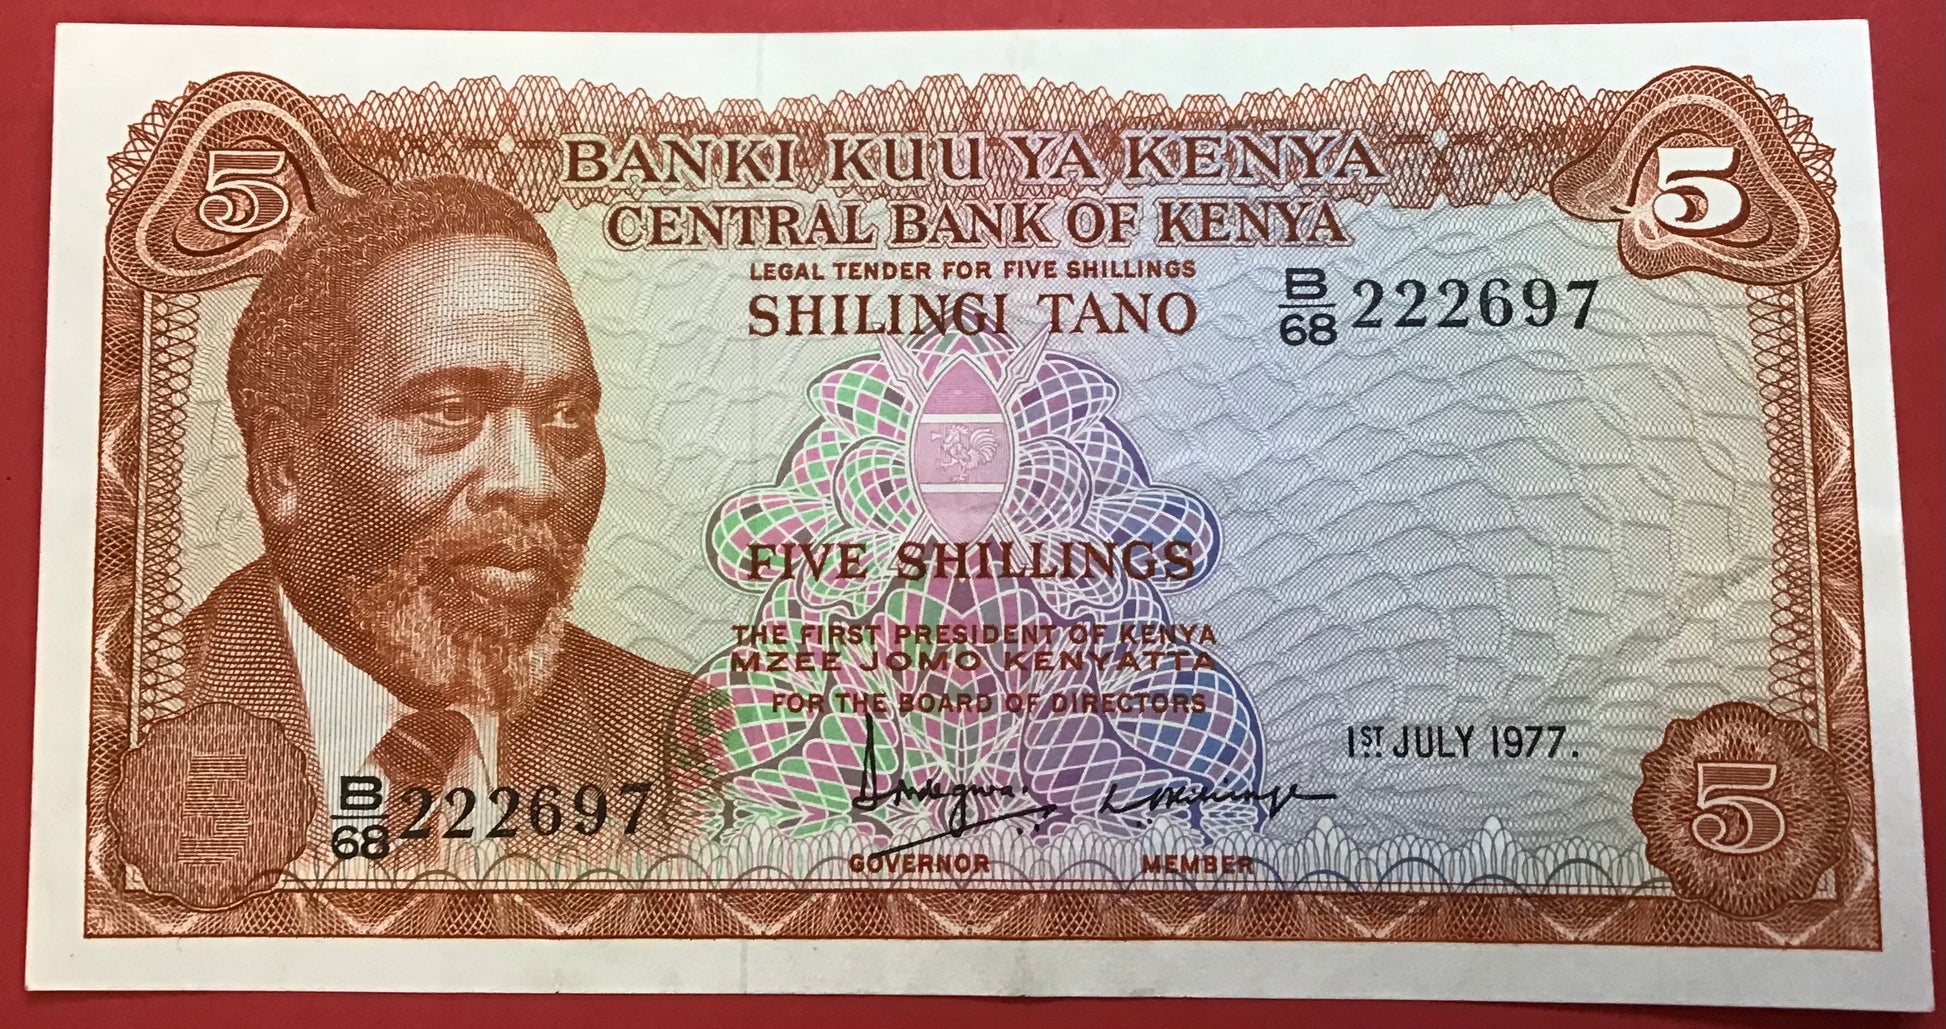 5 5
BANKI KUU YA KENYA
CENTRAL BANK OF KENYA
LEGAL TENDER FOR FIVE SHILLINGS
SHILINGI TANO
B/68 222697
FIVE SHILLINGS
THE FIRST PRESIDENT OF KENYA
MZEE JOMO KENYATTA
FOR THE BOARD OF DIRECTORS
1ST JULY 1977.
B/68 222697
GOVERNOR MEMBER
5